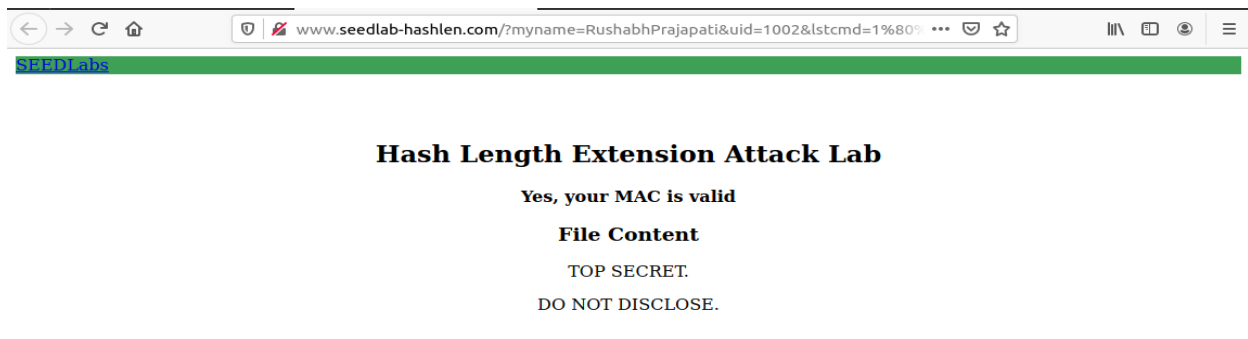 www.seedlab-hashlen.com/?myname=RushabhPrajapati&uid=1002&lstcmd=1%80%
SEEDLabs
Hash Length Extension Attack Lab
Yes, your MAC is valid
File Content
TOP SECRET.
DO NOT DISCLOSE.